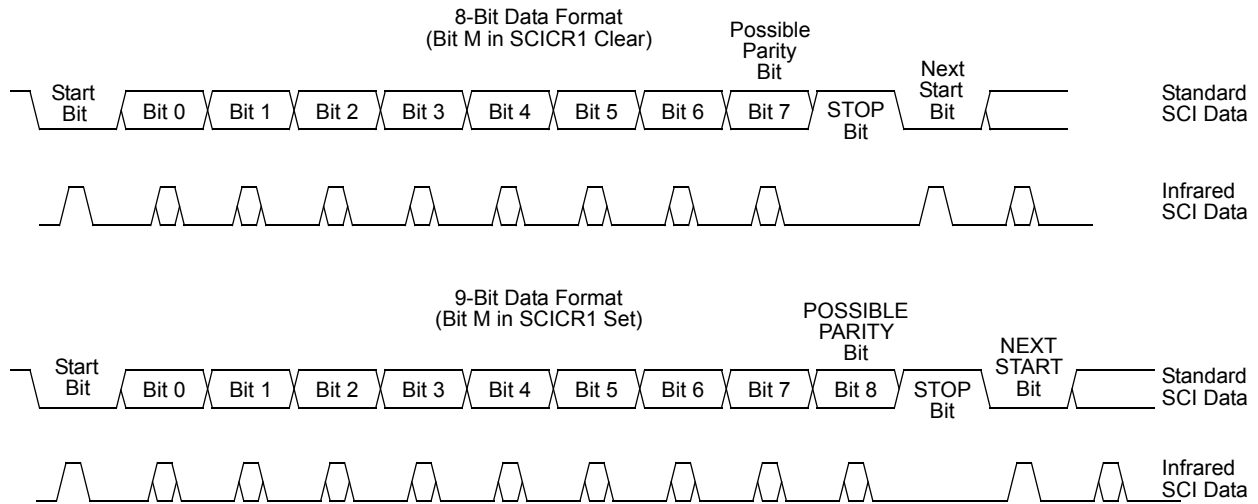 8-Bit Data Format
(Bit M in SCICR1 Clear)
Possible
Parity
Bit
Start
Bit
Bit 0
Bit 1
Bit 2
Bit 3
Bit 4
Bit 5
Bit 6
Bit 7
STOP
Bit
Next
Start
Bit
Standard
SCI Data
Infrared
SCI Data
9-Bit Data Format
(Bit M in SCICR1 Set)
POSSIBLE
PARITY
Bit
Start
Bit
Bit 0
Bit 1
Bit 2
Bit 3
Bit 4
Bit 5
Bit 6
Bit 7
Bit 8
STOP
Bit
NEXT
START
Bit
Standard
SCI Data
Infrared
SCI Data